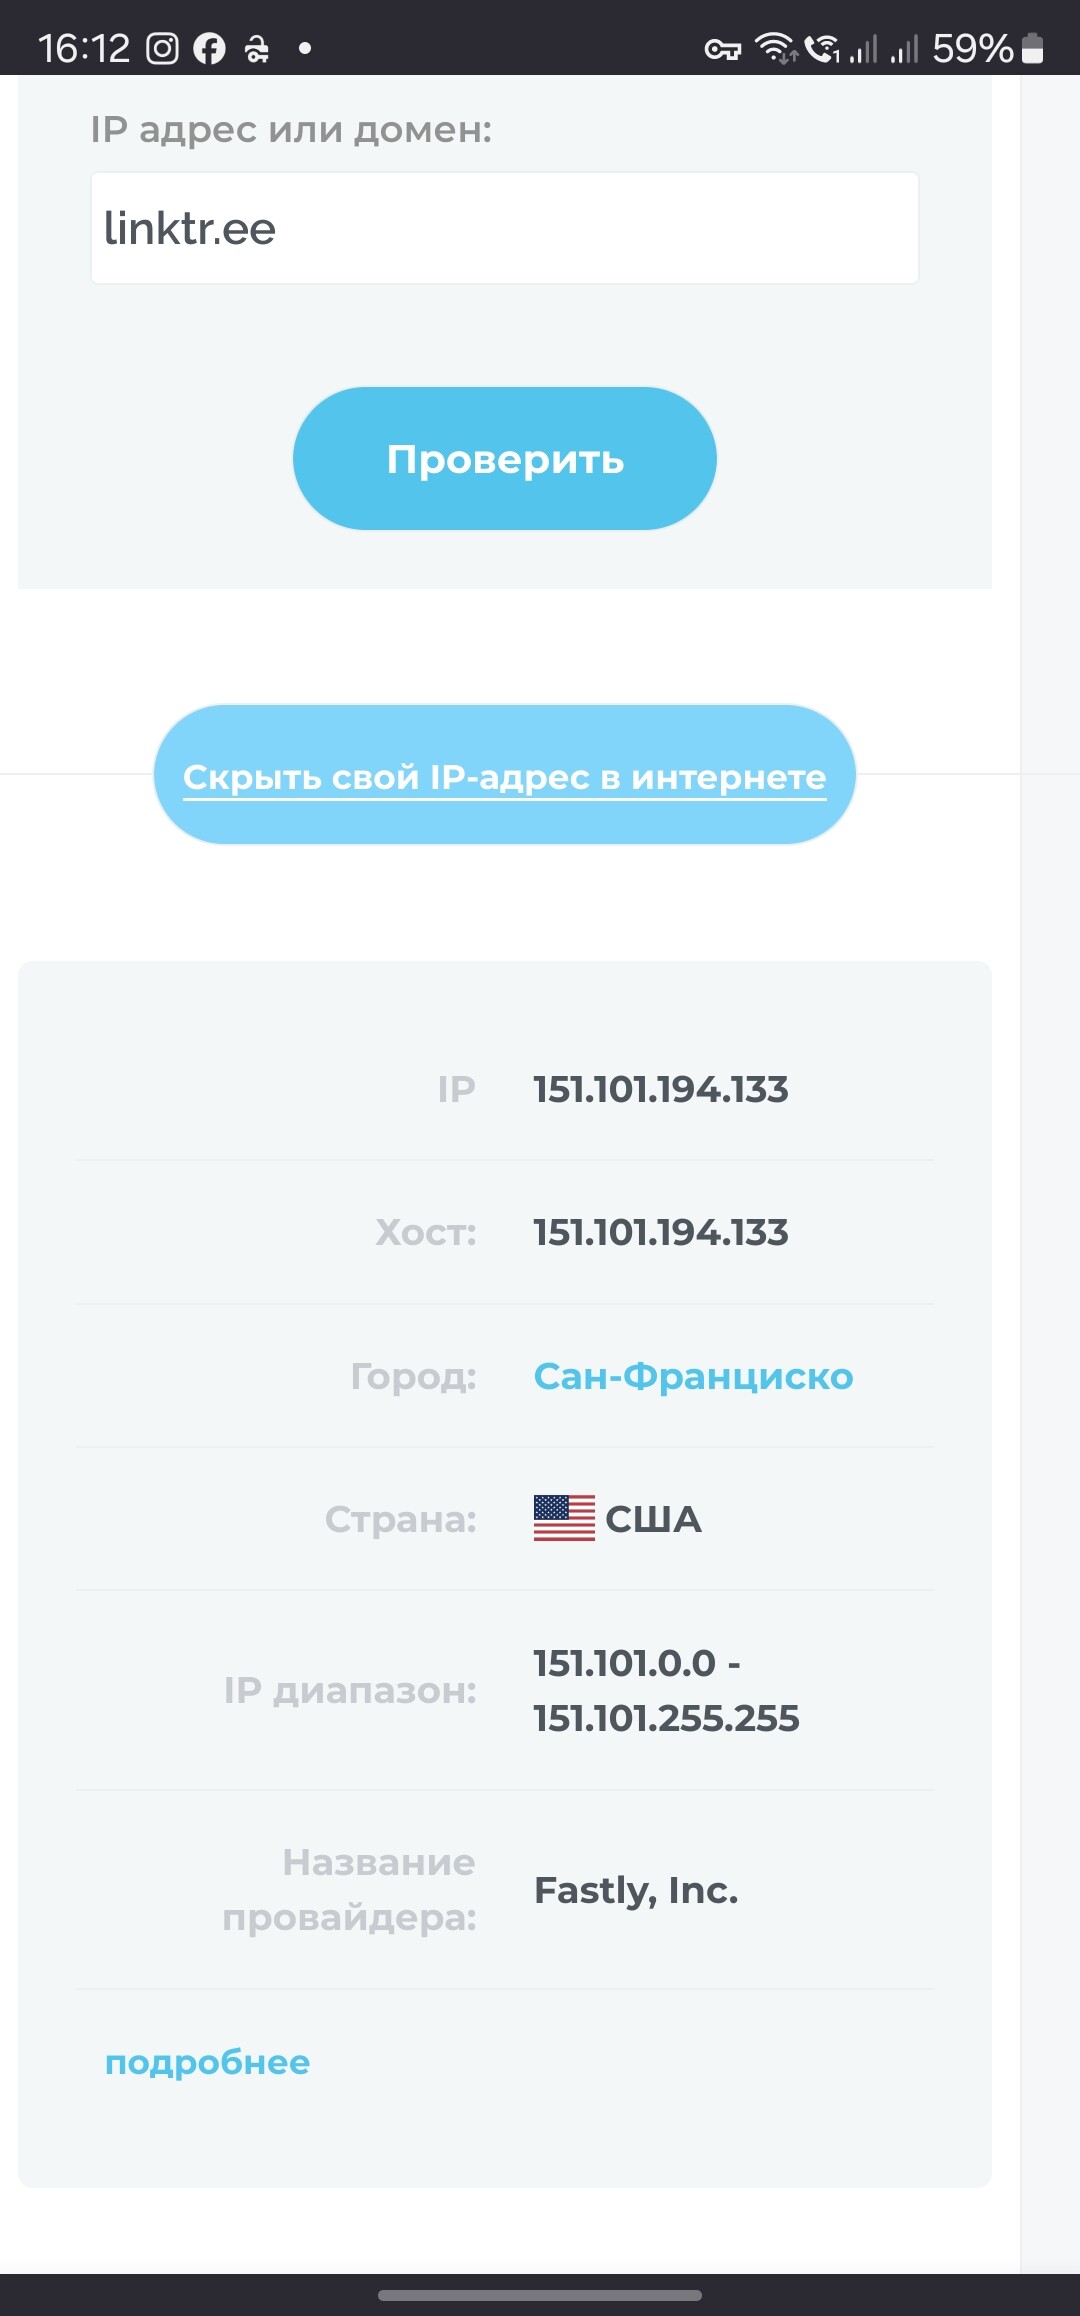 16:12
59%
IP адрес или домен:
linktr.ee
Проверить
Скрыть свой IP-адрес в интернете
IP 151.101.194.133
Хост: 151.101.194.133
Город: Сан-Франциско
Страна: США
IP диапазон: 151.101.0.0 -
151.101.255.255
Название
провайдера: Fastly, Inc.
подробнее